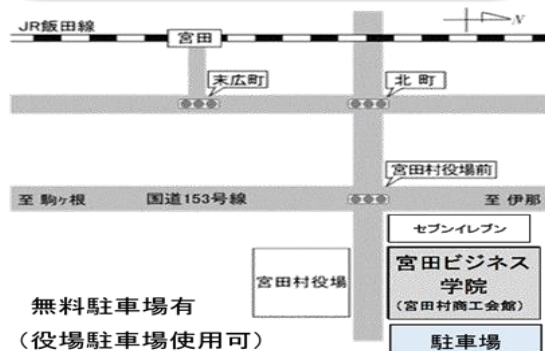 JR飯田線
N
宮田
末広町
北町
宮田村役場前
至 駒ヶ根
国道153号線
至 伊那
セブンイレブン
宮田村役場
宮田ビジネス
学院
(宮田村商工会館)
無料駐車場有
(役場駐車場使用可)
駐車場